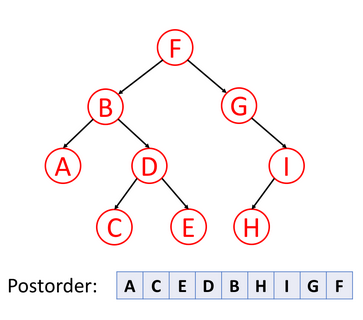 F
B G
A D I
C E H
Postorder: A C E D B H I G F